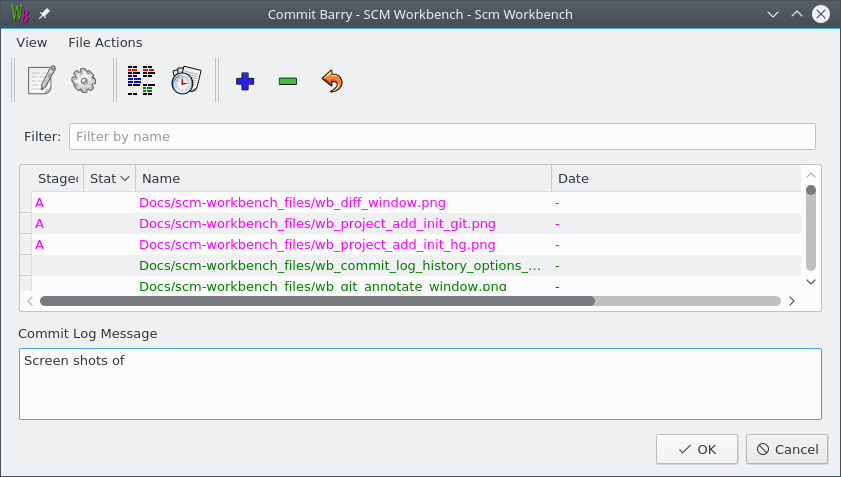 Commit Barry - SCM Workbench - Scm Workbench
View File Actions
Filter: Filter by name
Staged Stat Name Date
A Docs/scm-workbench_files/wb_diff_window.png -
A Docs/scm-workbench_files/wb_project_add_init_git.png -
A Docs/scm-workbench_files/wb_project_add_init_hg.png -
Docs/scm-workbench_files/wb_commit_log_history_options_... -
Docs/scm-workbench_files/wb_git_annotate_window.png -
Commit Log Message
Screen shots of
OK Cancel